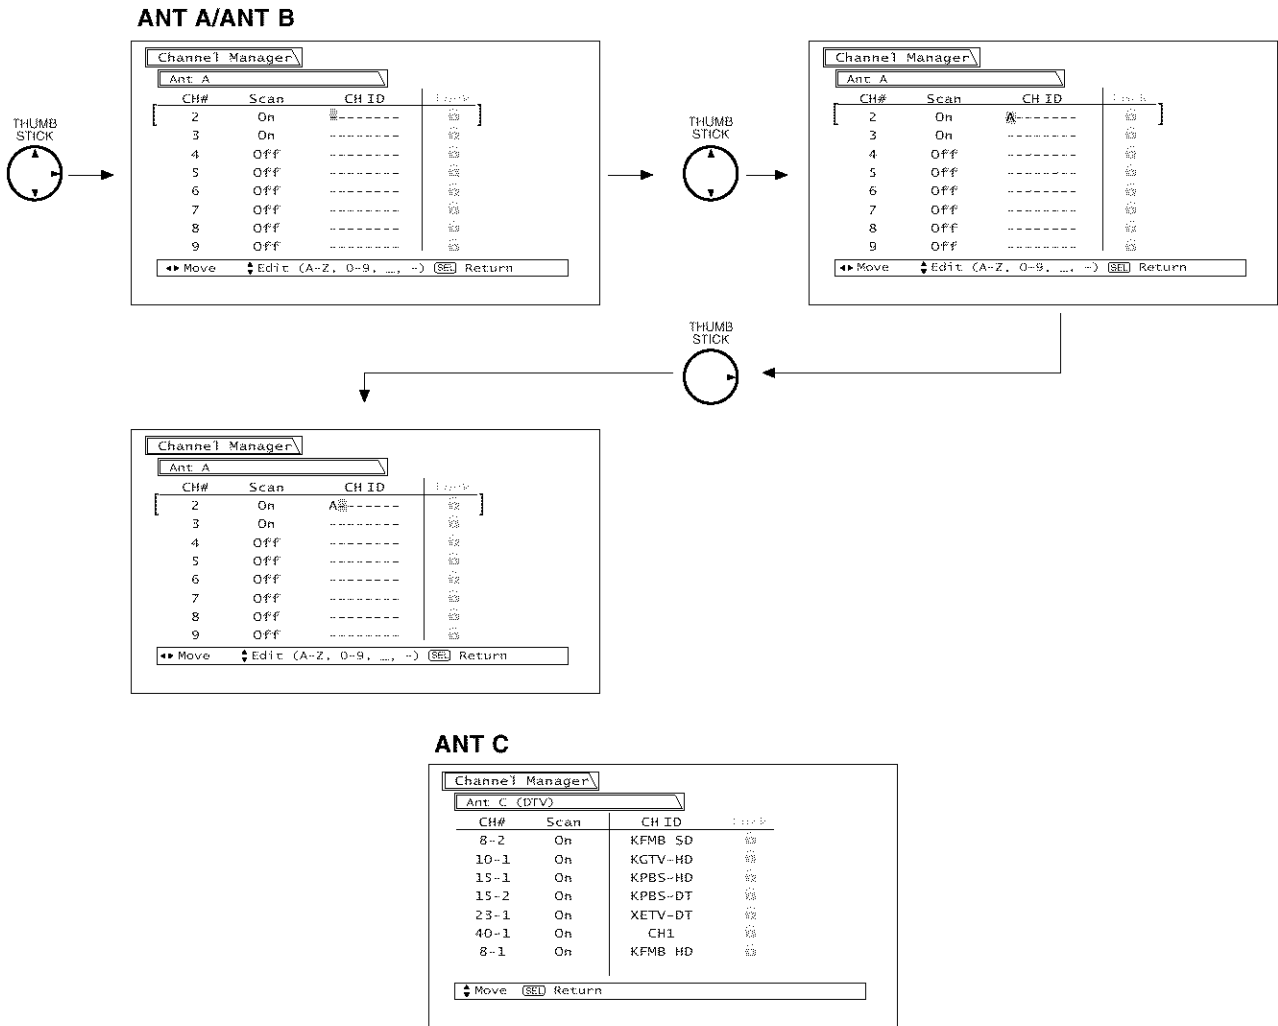 ANT A/ANT B
THUMB
STICK
Channel Manager
Ant A
CH# Scan CH ID Lock
2 On -------
3 On --------
4 Off --------
5 Off --------
6 Off --------
7 Off --------
8 Off --------
9 Off --------
Move Edit (A-Z, 0-9, _, -) SEL Return
THUMB
STICK
Channel Manager
Ant A
CH# Scan CH ID Lock
2 On A-------
3 On --------
4 Off --------
5 Off --------
6 Off --------
7 Off --------
8 Off --------
9 Off --------
Move Edit (A-Z, 0-9, _, -) SEL Return
THUMB
STICK
Channel Manager
Ant A
CH# Scan CH ID Lock
2 On A------
3 On --------
4 Off --------
5 Off --------
6 Off --------
7 Off --------
8 Off --------
9 Off --------
Move Edit (A-Z, 0-9, _, -) SEL Return
ANT C
Channel Manager
Ant C (DTV)
CH# Scan CH ID Lock
8-2 On KFMB SD
10-1 On KGTV-HD
15-1 On KPBS-HD
15-2 On KPBS-DT
23-1 On XETV-DT
40-1 On CH1
8-1 On KFMB HD
Move SEL Return